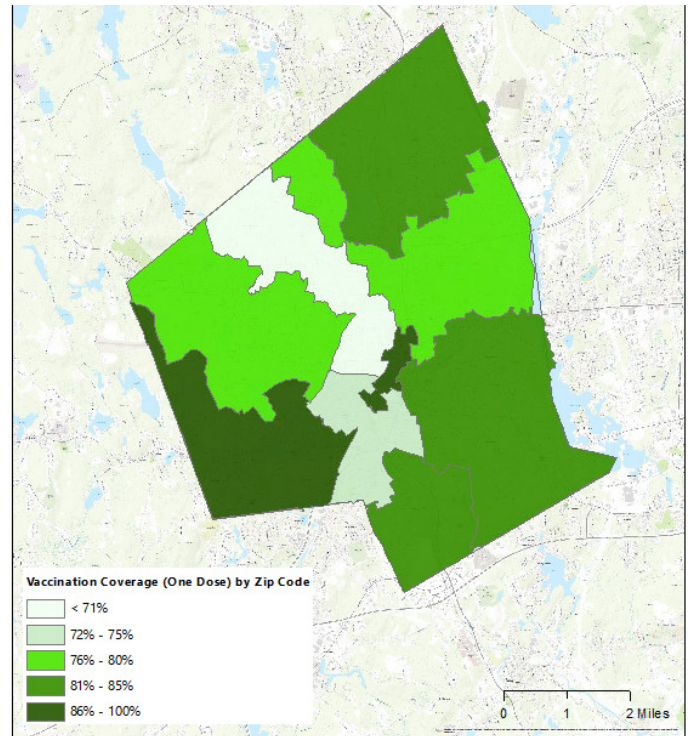 Vaccination Coverage (One Dose) by Zip Code
< 71%
72% - 75%
76% - 80%
81% - 85%
86% - 100%
0 1 2 Miles